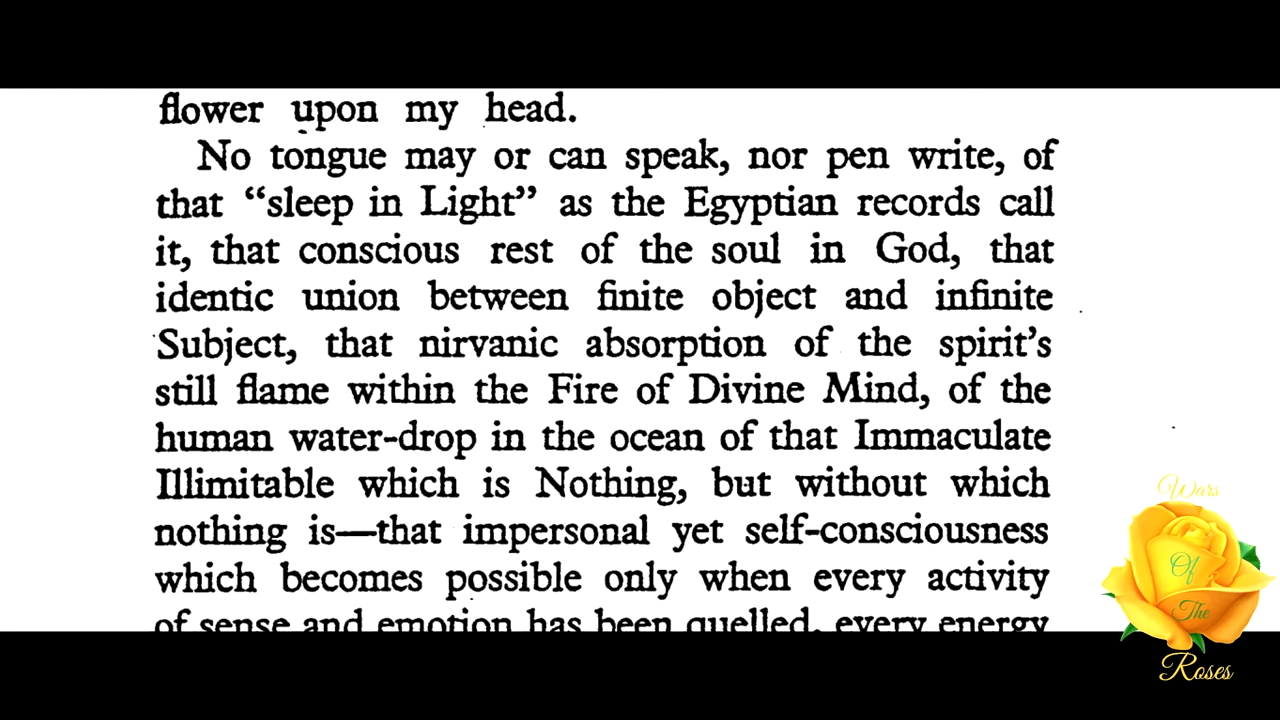 flower upon my head.
No tongue may or can speak, nor pen write, of
that “sleep in Light” as the Egyptian records call
it, that conscious rest of the soul in God, that
identic union between finite object and infinite
Subject, that nirvanic absorption of the spirit's
still flame within the Fire of Divine Mind, of the
human water-drop in the ocean of that Immaculate
Illimitable which is Nothing, but without which
nothing is—that impersonal yet self-consciousness
which becomes possible only when every activity
of sense and emotion has been quelled, every energy
Wars
Of
The
Roses